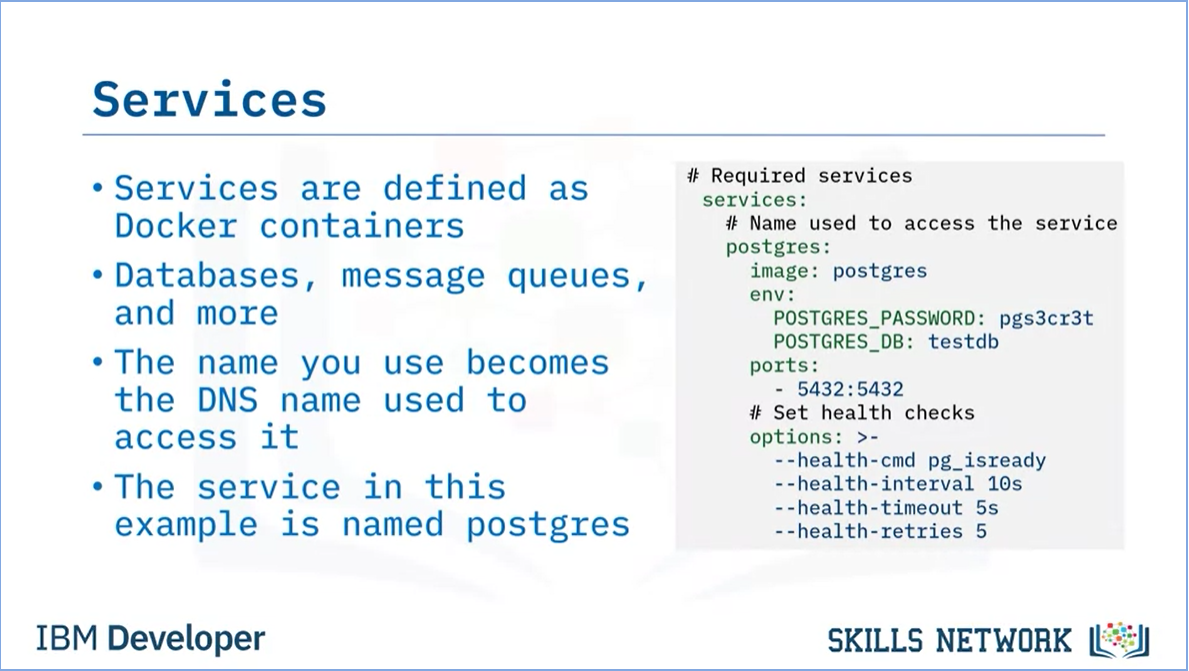 Services
• Services are defined as
Docker containers
• Databases, message queues,
and more
• The name you use becomes
the DNS name used to
access it
• The service in this
example is named postgres
# Required services
services:
# Name used to access the service
postgres:
image: postgres
env:
POSTGRES_PASSWORD: pgs3cr3t
POSTGRES_DB: testdb
ports:
- 5432:5432
# Set health checks
options: >-
--health-cmd pg_isready
--health-interval 10s
--health-timeout 5s
--health-retries 5
IBM Developer
SKILLS NETWORK